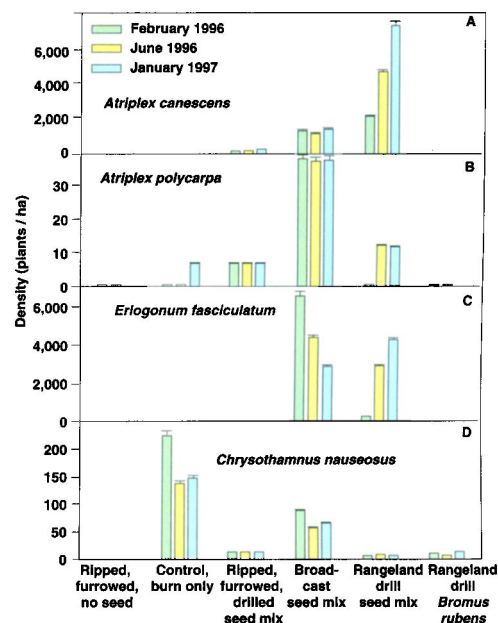 February 1996
June 1996
January 1997
A
6,000
4,000
2,000
0
Atriplex canescens
Atriplex polycarpa
B
30
20
10
0
Density (plants / ha)
Eriogonum fasciculatum
C
6,000
4,000
2,000
0
D
Chrysothamnus nauseosus
200
150
100
50
0
Ripped, furrowed, no seed
Control, burn only
Ripped, furrowed, drilled seed mix
Broad-cast seed mix
Rangeland drill seed mix
Rangeland drill Bromus rubens